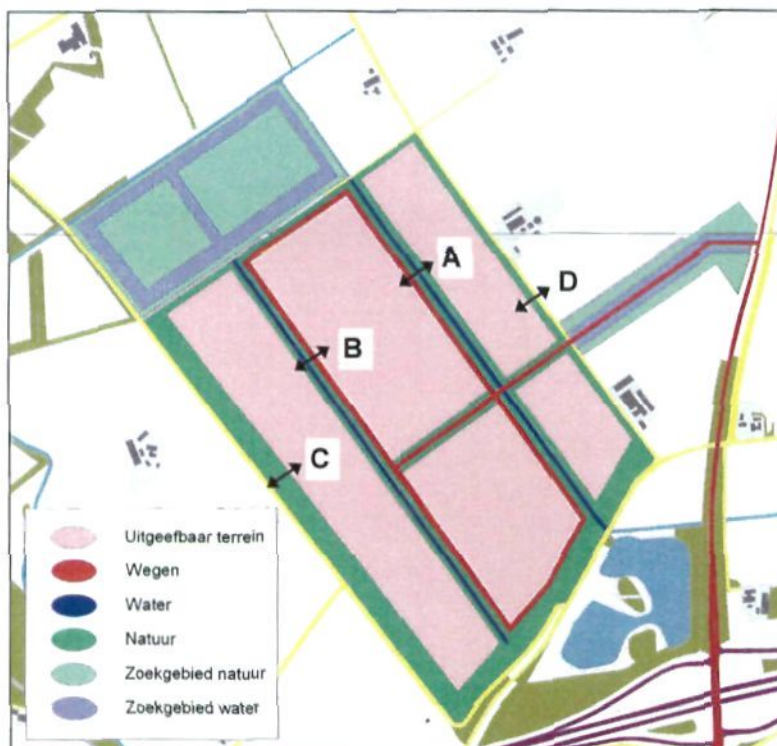 A
D
B
C
Uitgeefbaar terrein
Wegen
Water
Natuur
Zoekgebied natuur
Zoekgebied water